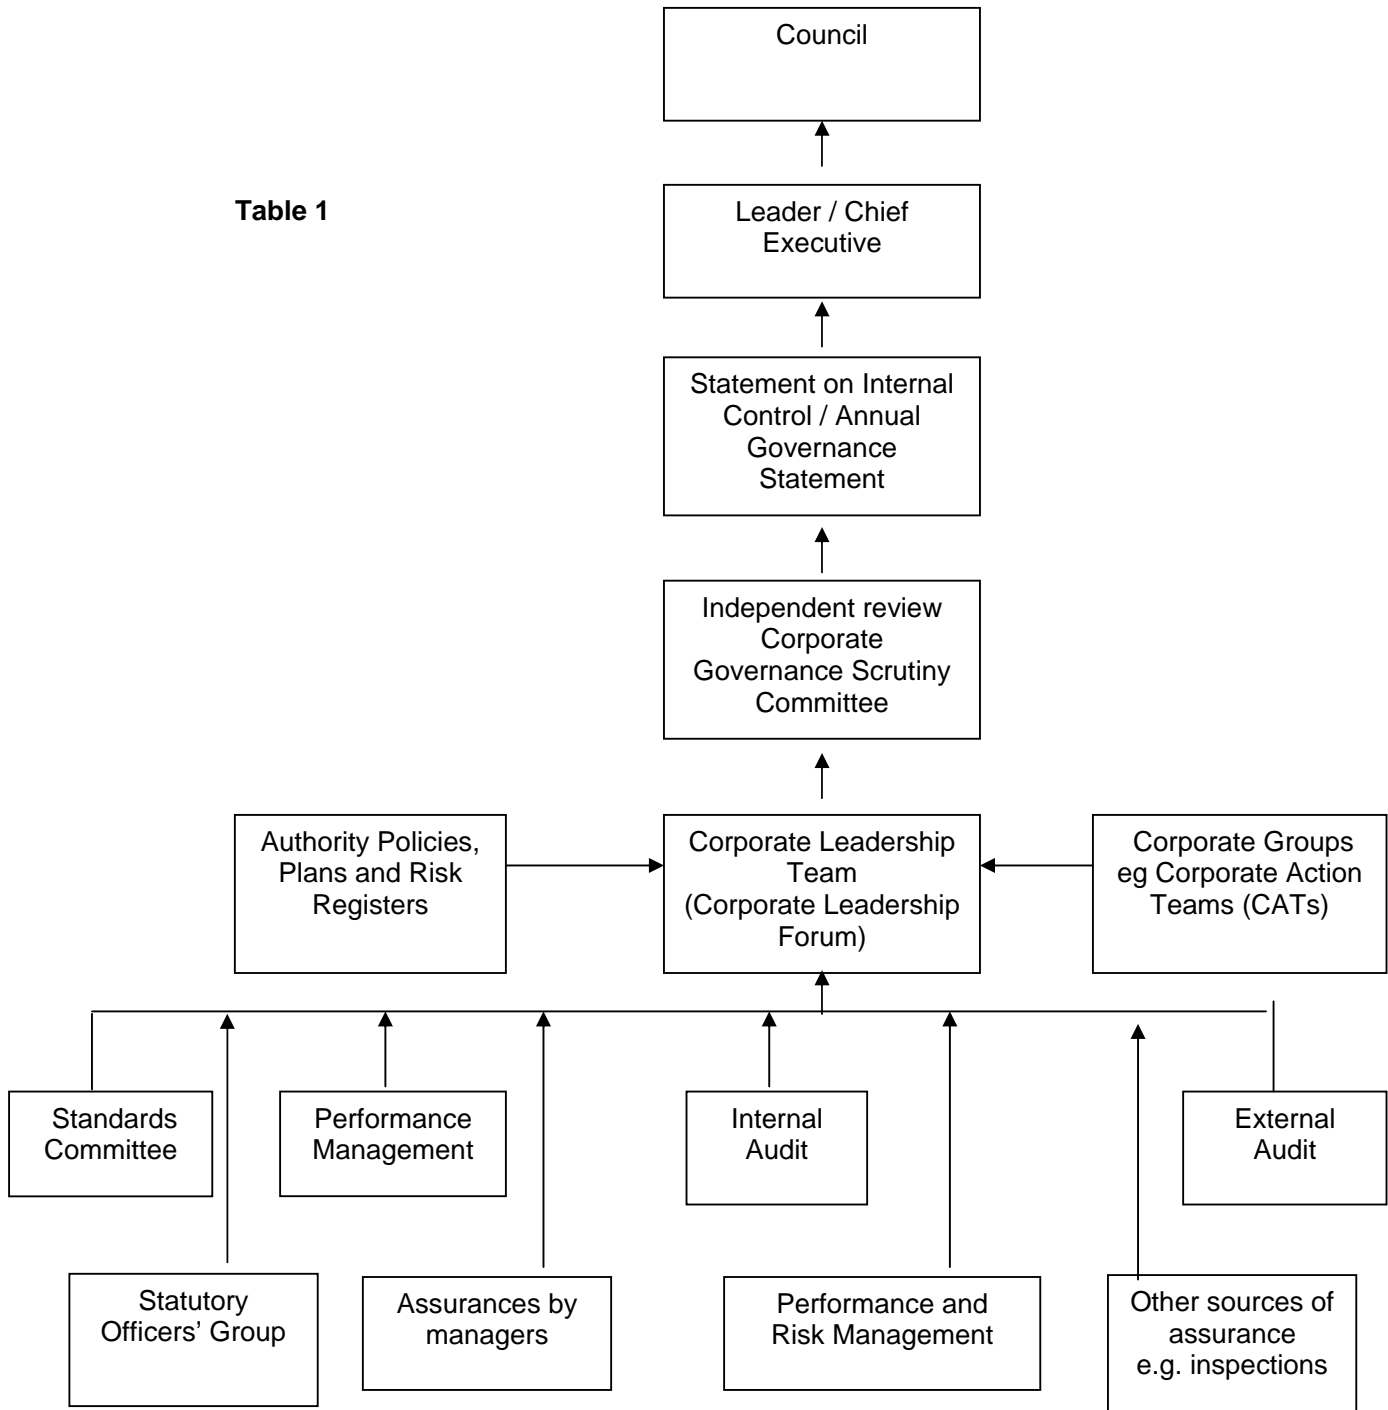 Council
Table 1
Leader / Chief
Executive
Statement on Internal
Control / Annual
Governance
Statement
Independent review
Corporate
Governance Scrutiny
Committee
Authority Policies,
Plans and Risk
Registers
Corporate Leadership
Team
(Corporate Leadership
Forum)
Corporate Groups
eg Corporate Action
Teams (CATs)
Standards
Committee
Performance
Management
Internal
Audit
External
Audit
Statutory
Officers’ Group
Assurances by
managers
Performance and
Risk Management
Other sources of
assurance
e.g. inspections